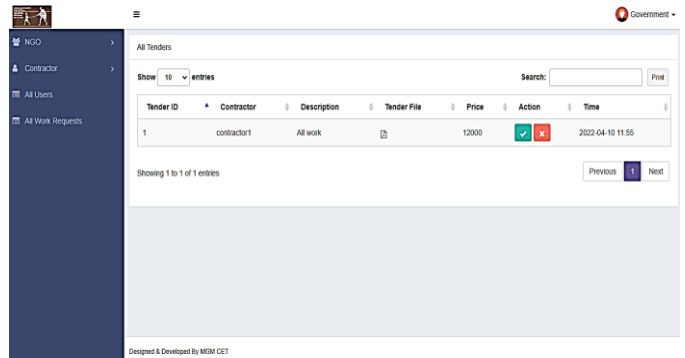 Government
NGO
Contractor
All Users
All Work Requests
All Tenders
Show 10 entries
Search:
Print
Tender ID Contractor Description Tender File Price Action Time
1 contractor1 All work 12000 2022-04-10 11:55
Showing 1 to 1 of 1 entries
Previous 1 Next
Designed & Developed By MGM CET